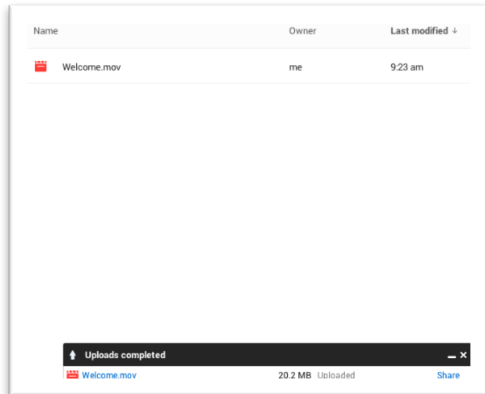 Name Owner Last modified ↓
Welcome.mov me 9:23 am
Uploads completed
Welcome.mov 20.2 MB Uploaded Share